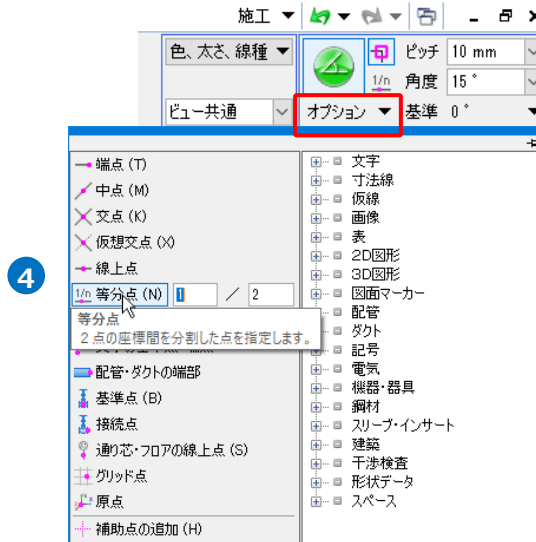 施工
色、太さ、線種
ピッチ 10 mm
1/n 角度 15 °
ビュー共通 オプション 基準 0 °
端点 (T)
中点 (M)
交点 (K)
仮想交点 (X)
線上点
4
1/n 等分点 (N) 1 / 2
等分点
2点の座標間を分割した点を指定します。
配管・ダクトの端部
基準点 (B)
接続点
通り芯・フロアの線上点 (S)
グリッド点
原点
補助点の追加 (H)
文字
寸法線
仮線
画像
表
2D図形
3D図形
図面マーカー
配管
ダクト
記号
電気
機器・器具
鋼材
スリーブ・インサート
建築
干渉検査
形状データ
スペース